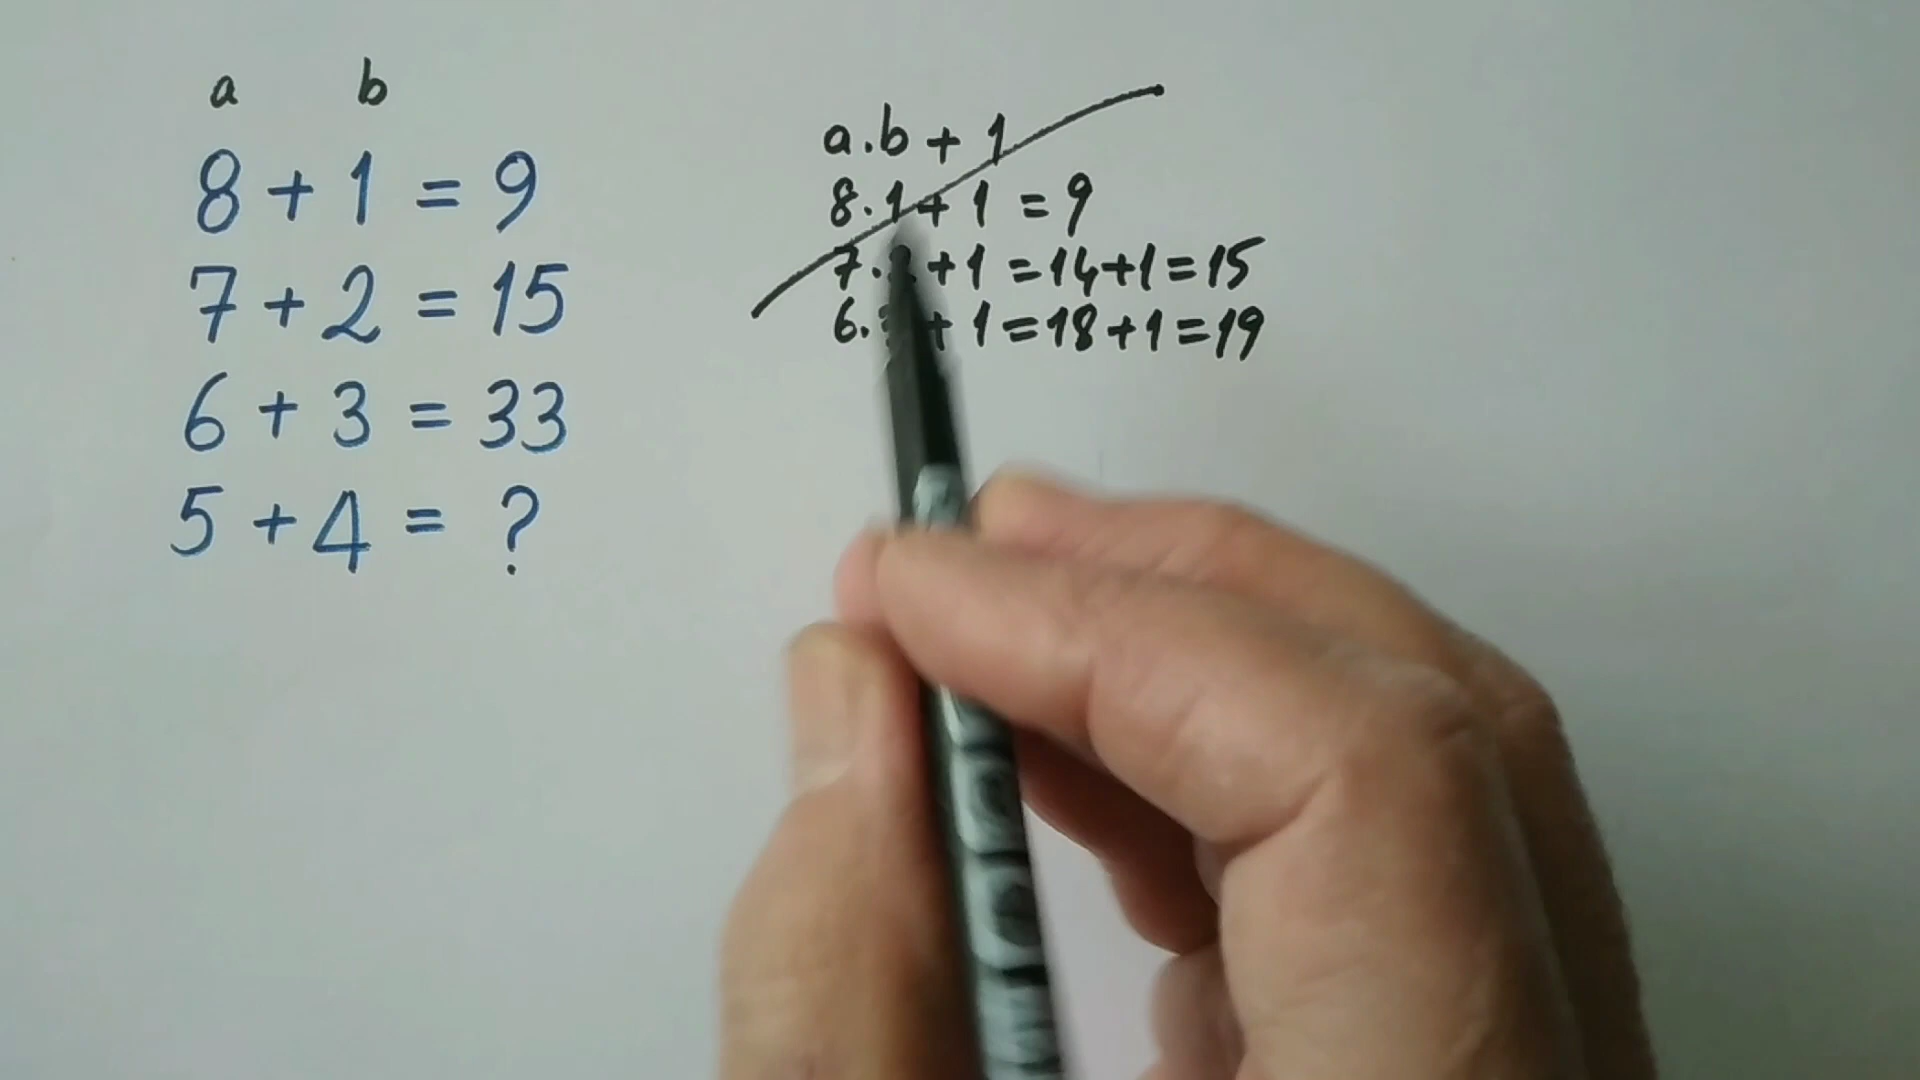 a b
8 + 1 = 9
7 + 2 = 15
6 + 3 = 33
5 + 4 = ?
a.b + 1
8.1 + 1 = 9
7. + 1 = 14+1 = 15
6. + 1 = 18+1 = 19